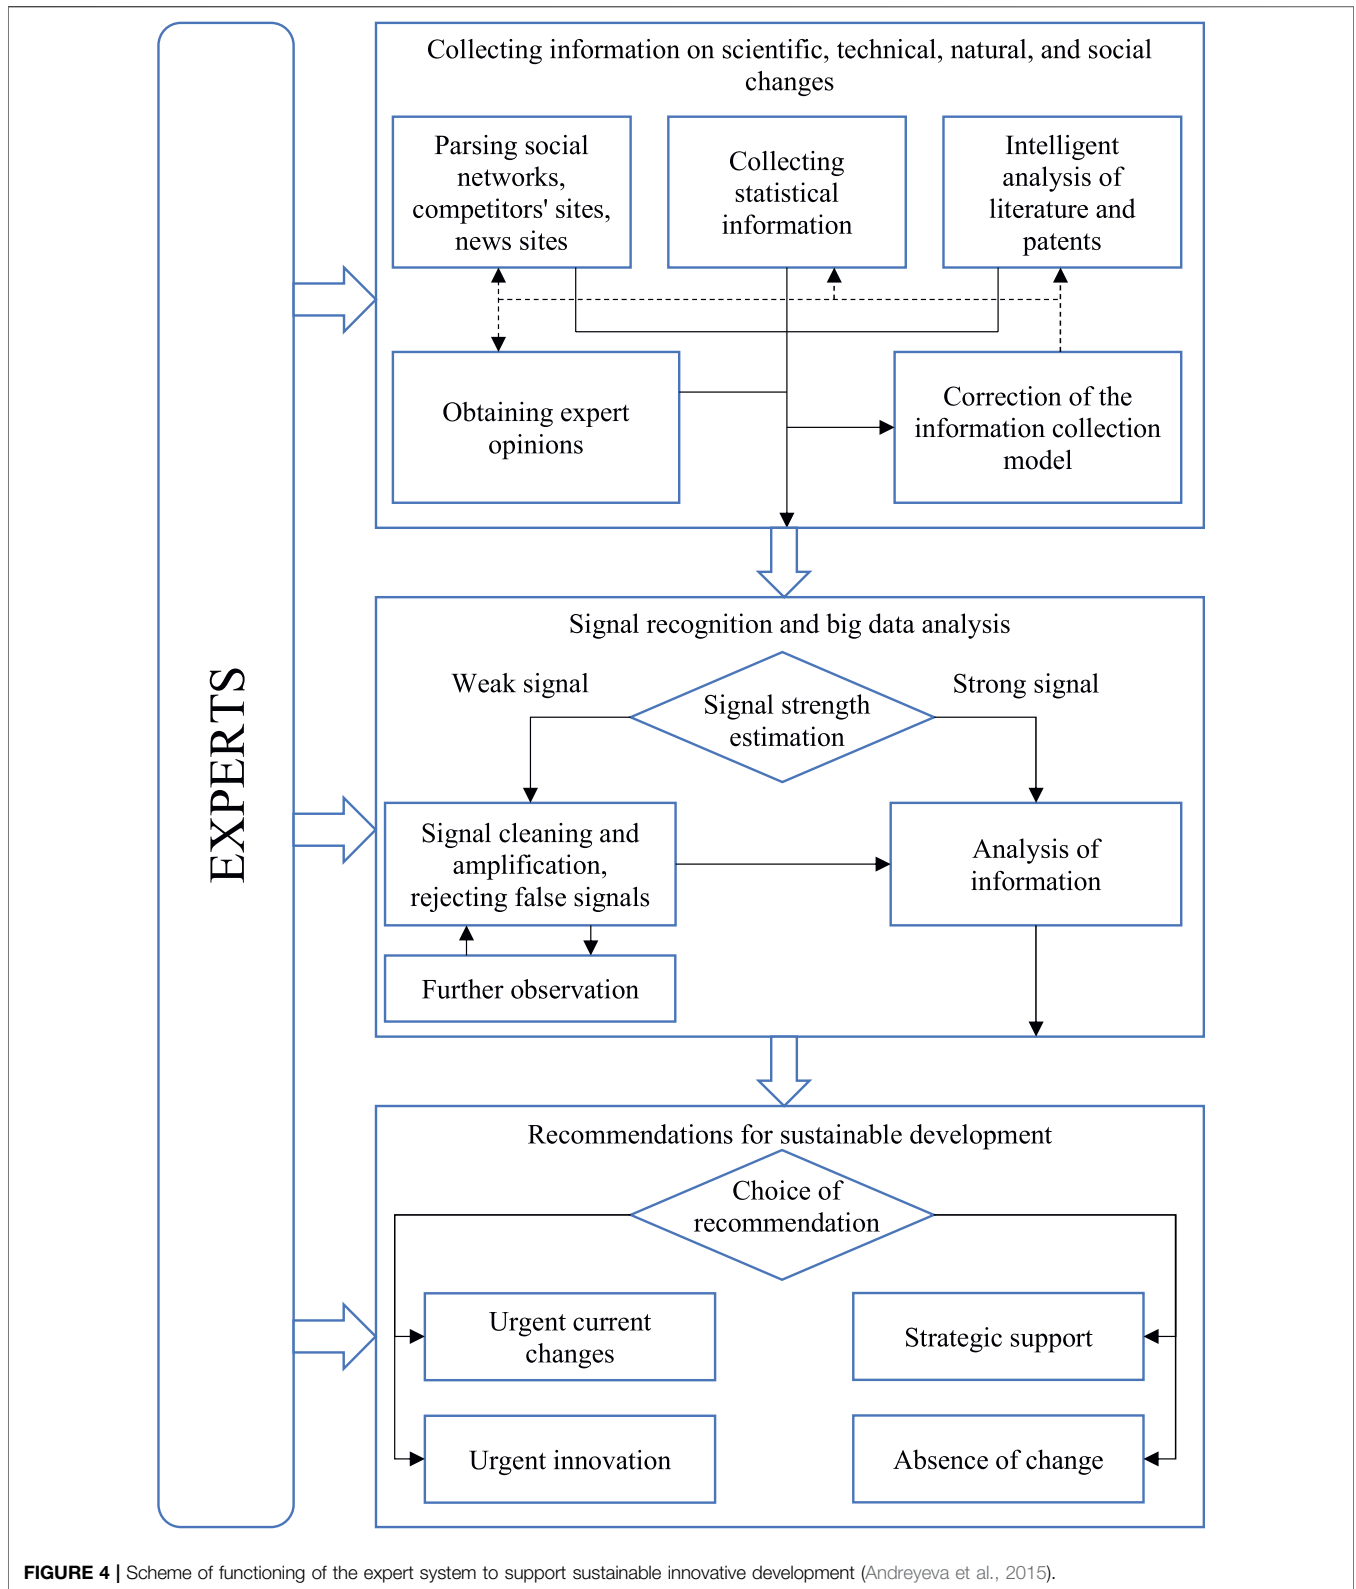 EXPERTS
Collecting information on scientific, technical, natural, and social
changes
Parsing social
networks,
competitors' sites,
news sites
Collecting
statistical
information
Intelligent
analysis of
literature and
patents
Obtaining expert
opinions
Correction of the
information collection
model
Signal recognition and big data analysis
Weak signal
Signal strength
estimation
Strong signal
Signal cleaning and
amplification,
rejecting false signals
Analysis of
information
Further observation
Recommendations for sustainable development
Choice of
recommendation
Urgent current
changes
Strategic support
Urgent innovation
Absence of change
FIGURE 4 | Scheme of functioning of the expert system to support sustainable innovative development (Andreyeva et al., 2015).